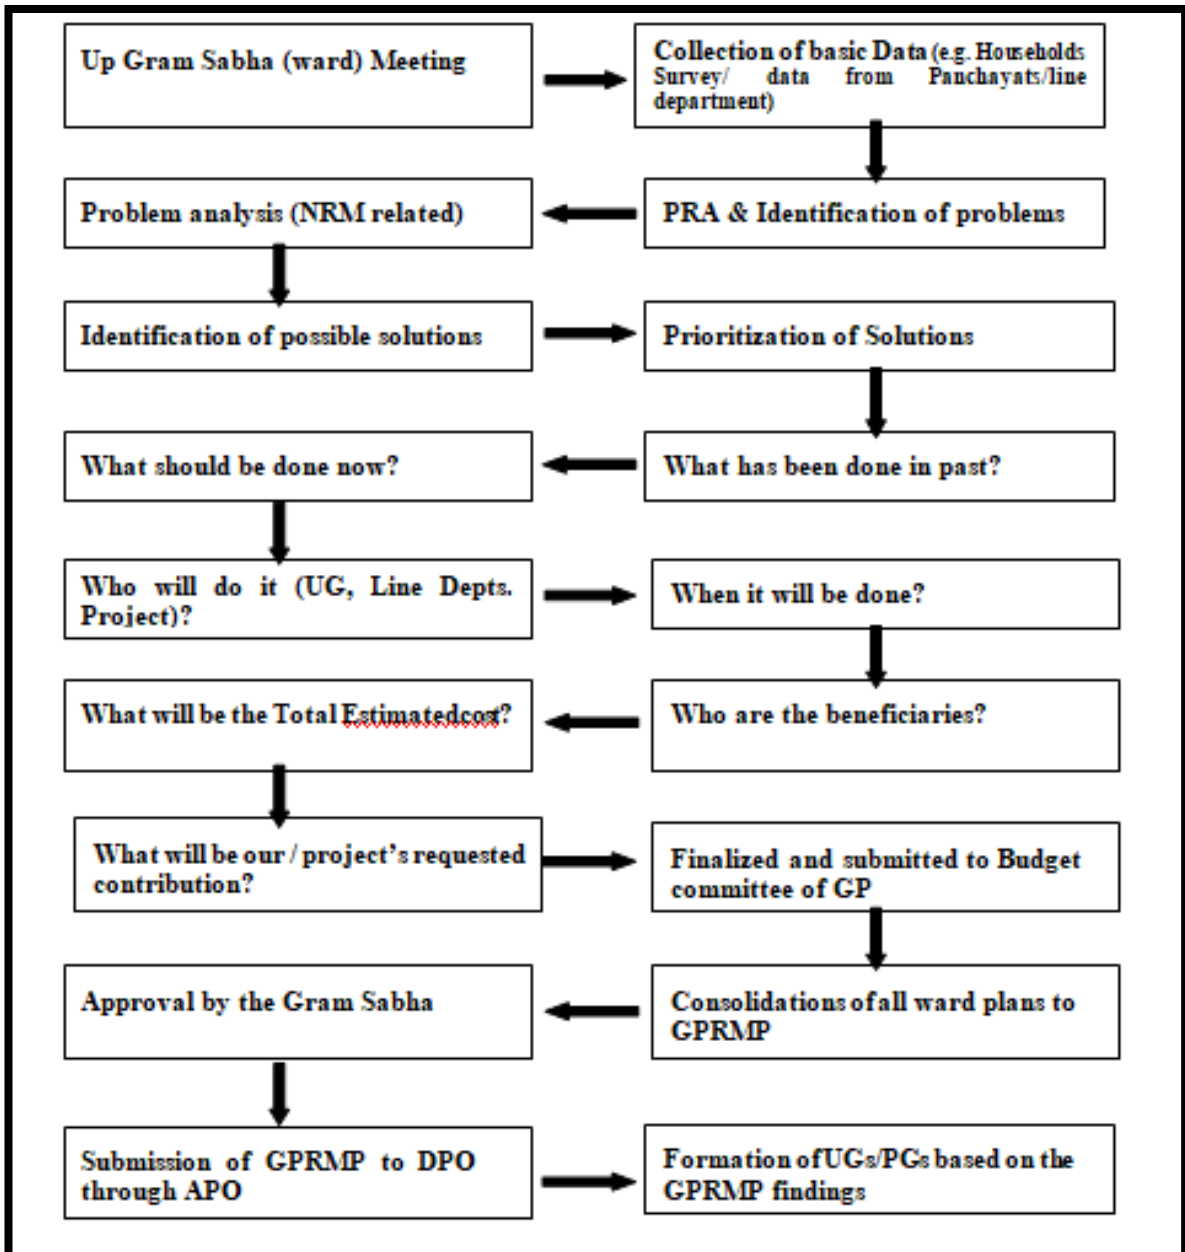 Up Gram Sabha (ward) Meeting
Collection of basic Data (e.g. Households
Survey/ data from Panchayats/line
department)
Problem analysis (NRM related)
PRA & Identification of problems
Identification of possible solutions
Prioritization of Solutions
What should be done now?
What has been done in past?
Who will do it (UG, Line Depts.
Project)?
When it will be done?
What will be the Total Estimatedcost?
Who are the beneficiaries?
What will be our / project's requested
contribution?
Finalized and submitted to Budget
committee of GP
Approval by the Gram Sabha
Consolidations of all ward plans to
GPRMP
Submission of GPRMP to DPO
through APO
Formation of UGs/PGs based on the
GPRMP findings